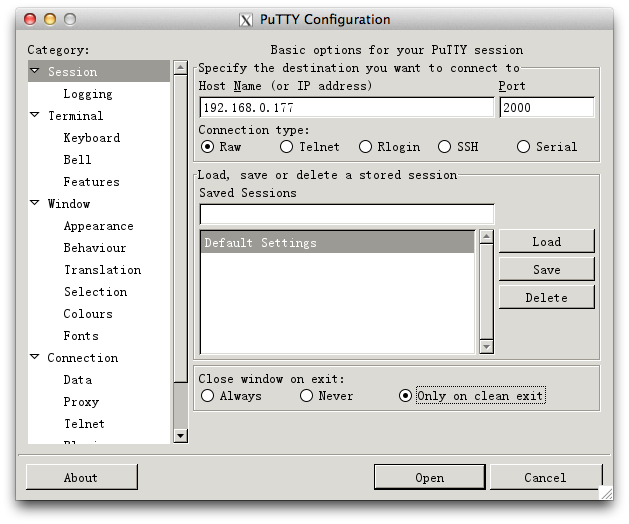 PuTTY Configuration
Category:
Session
Logging
Terminal
Keyboard
Bell
Features
Window
Appearance
Behaviour
Translation
Selection
Colours
Fonts
Connection
Data
Proxy
Telnet
Basic options for your PuTTY session
Specify the destination you want to connect to
Host Name (or IP address) Port
192.168.0.177 2000
Connection type:
Raw Telnet Rlogin SSH Serial
Load, save or delete a stored session
Saved Sessions
Default Settings
Load
Save
Delete
Close window on exit:
Always Never Only on clean exit
About Open Cancel